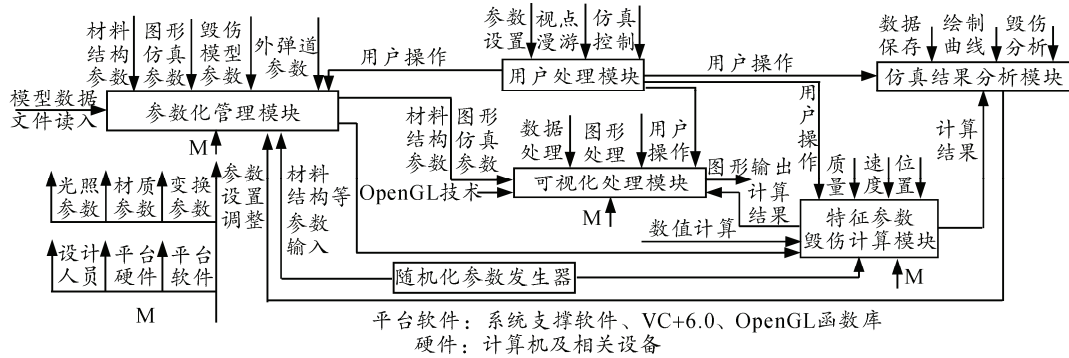 材料
结构
参数
图形
仿真
参数
毁伤
模型
参数
外弹道
参数
用户操作
参数
设置
视点
漫游
仿真
控制
用户处理模块
用户操作
数据
保存
绘制
曲线
毁伤
分析
仿真结果分析模块
模型数据
文件读入
参数化管理模块
M
材料
结构
参数
图形
仿真
参数
数据
处理
图形
处理
用户
操作
用户
操作
计算
结果
OpenGL技术
可视化处理模块
图形输出
计算
结果
M
质
量
速
度
位
置
光照
参数
材质
参数
变换
参数
参数
设置
调整
材料
结构等
参数
输入
数值计算
特征参数
毁伤计算模块
M
设计
人员
平台
硬件
平台
软件
M
随机化参数发生器
平台软件：系统支撑软件、VC+6.0、OpenGL函数库
硬件：计算机及相关设备